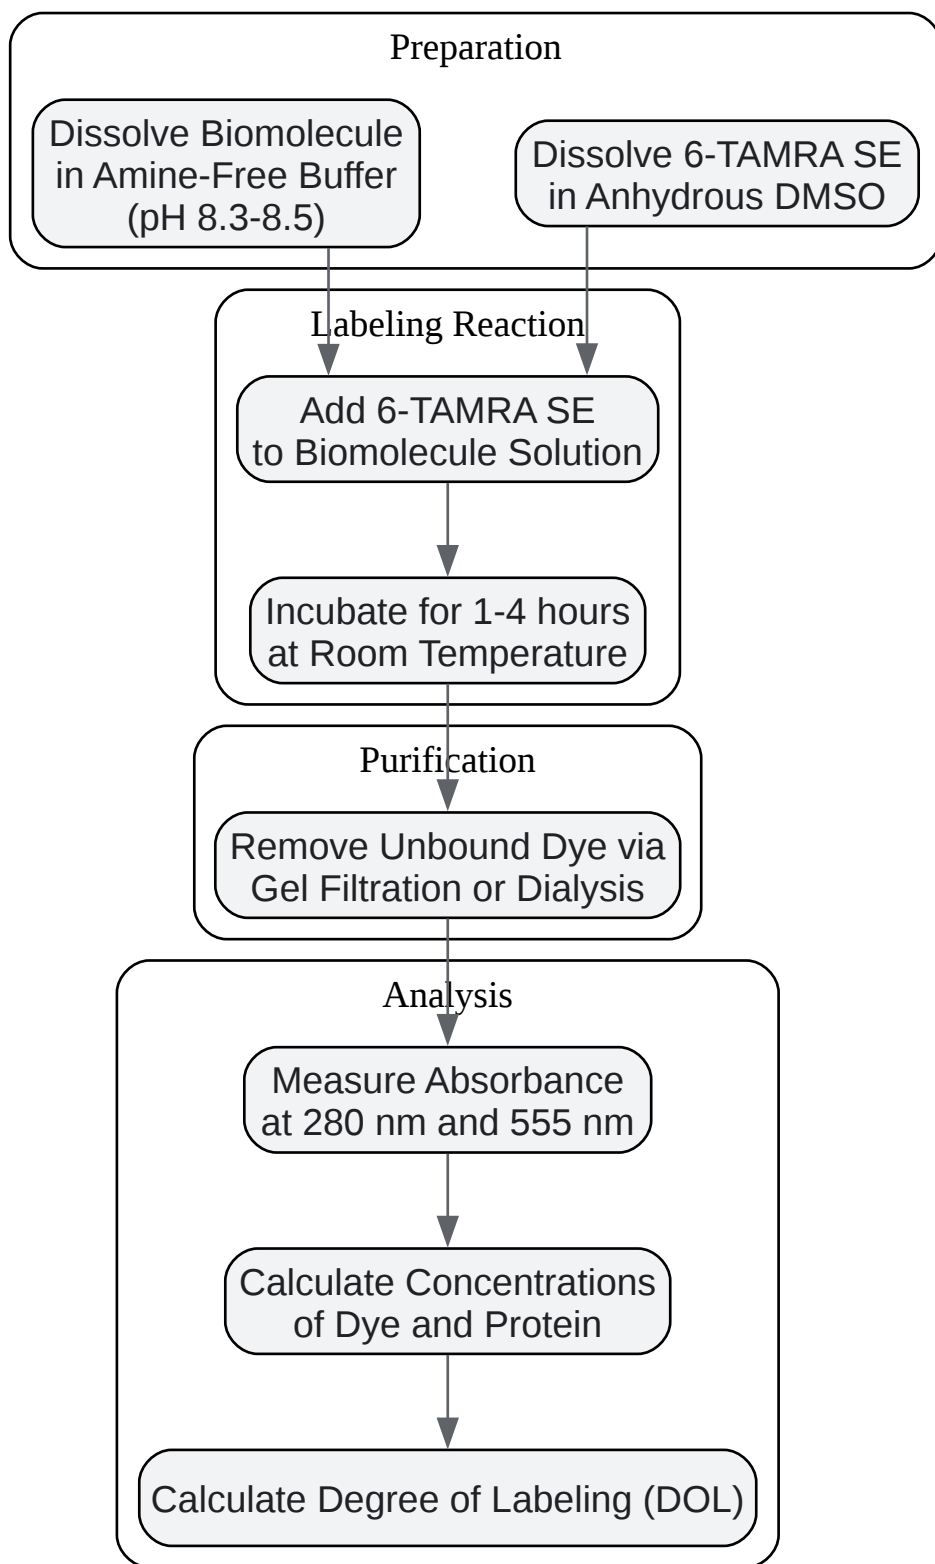 Preparation
Dissolve Biomolecule
in Amine-Free Buffer
(pH 8.3-8.5)
Dissolve 6-TAMRA SE
in Anhydrous DMSO
Labeling Reaction
Add 6-TAMRA SE
to Biomolecule Solution
Incubate for 1-4 hours
at Room Temperature
Purification
Remove Unbound Dye via
Gel Filtration or Dialysis
Analysis
Measure Absorbance
at 280 nm and 555 nm
Calculate Concentrations
of Dye and Protein
Calculate Degree of Labeling (DOL)